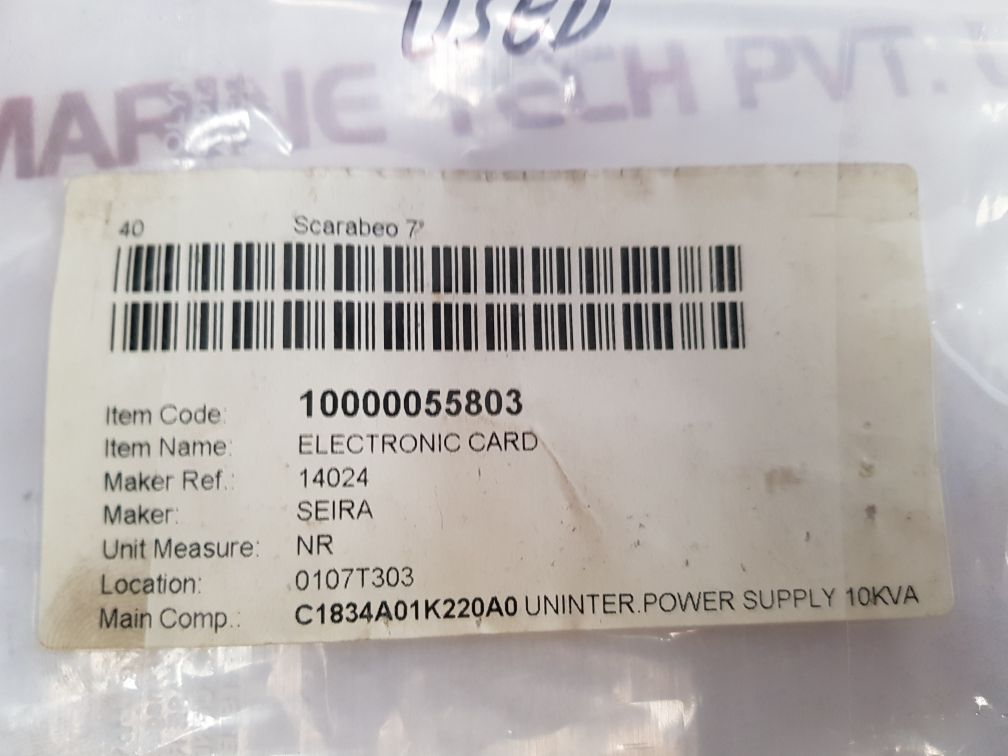 USED
MARINE TECH PVT.
40 Scarabeo 7
Item Code: 10000055803
Item Name: ELECTRONIC CARD
Maker Ref.: 14024
Maker: SEIRA
Unit Measure: NR
Location: 0107T303
Main Comp.: C1834A01K220A0 UNINTER.POWER SUPPLY 10KVA